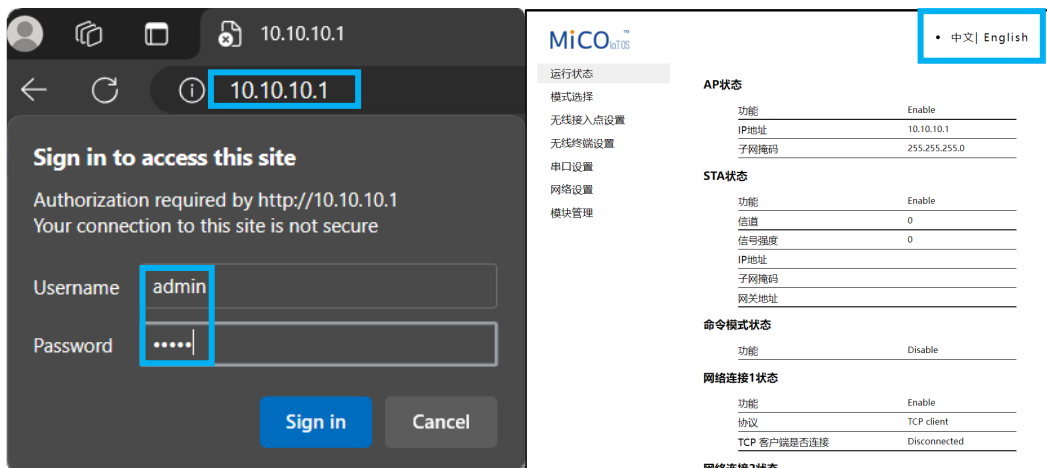 10.10.10.1
10.10.10.1
Sign in to access this site
Authorization required by http://10.10.10.1
Your connection to this site is not secure
Username admin
Password •••••
Sign in Cancel
MiCO IoTOS ™
中文| English
运行状态
模式选择
无线接入点设置
无线终端设置
串口设置
网络设置
模块管理
AP状态
功能 Enable
IP地址 10.10.10.1
子网掩码 255.255.255.0
STA状态
功能 Enable
信道 0
信号强度 0
IP地址
子网掩码
网关地址
命令模式状态
功能 Disable
网络连接1状态
功能 Enable
协议 TCP client
TCP 客户端是否连接 Disconnected
网络连接2状态